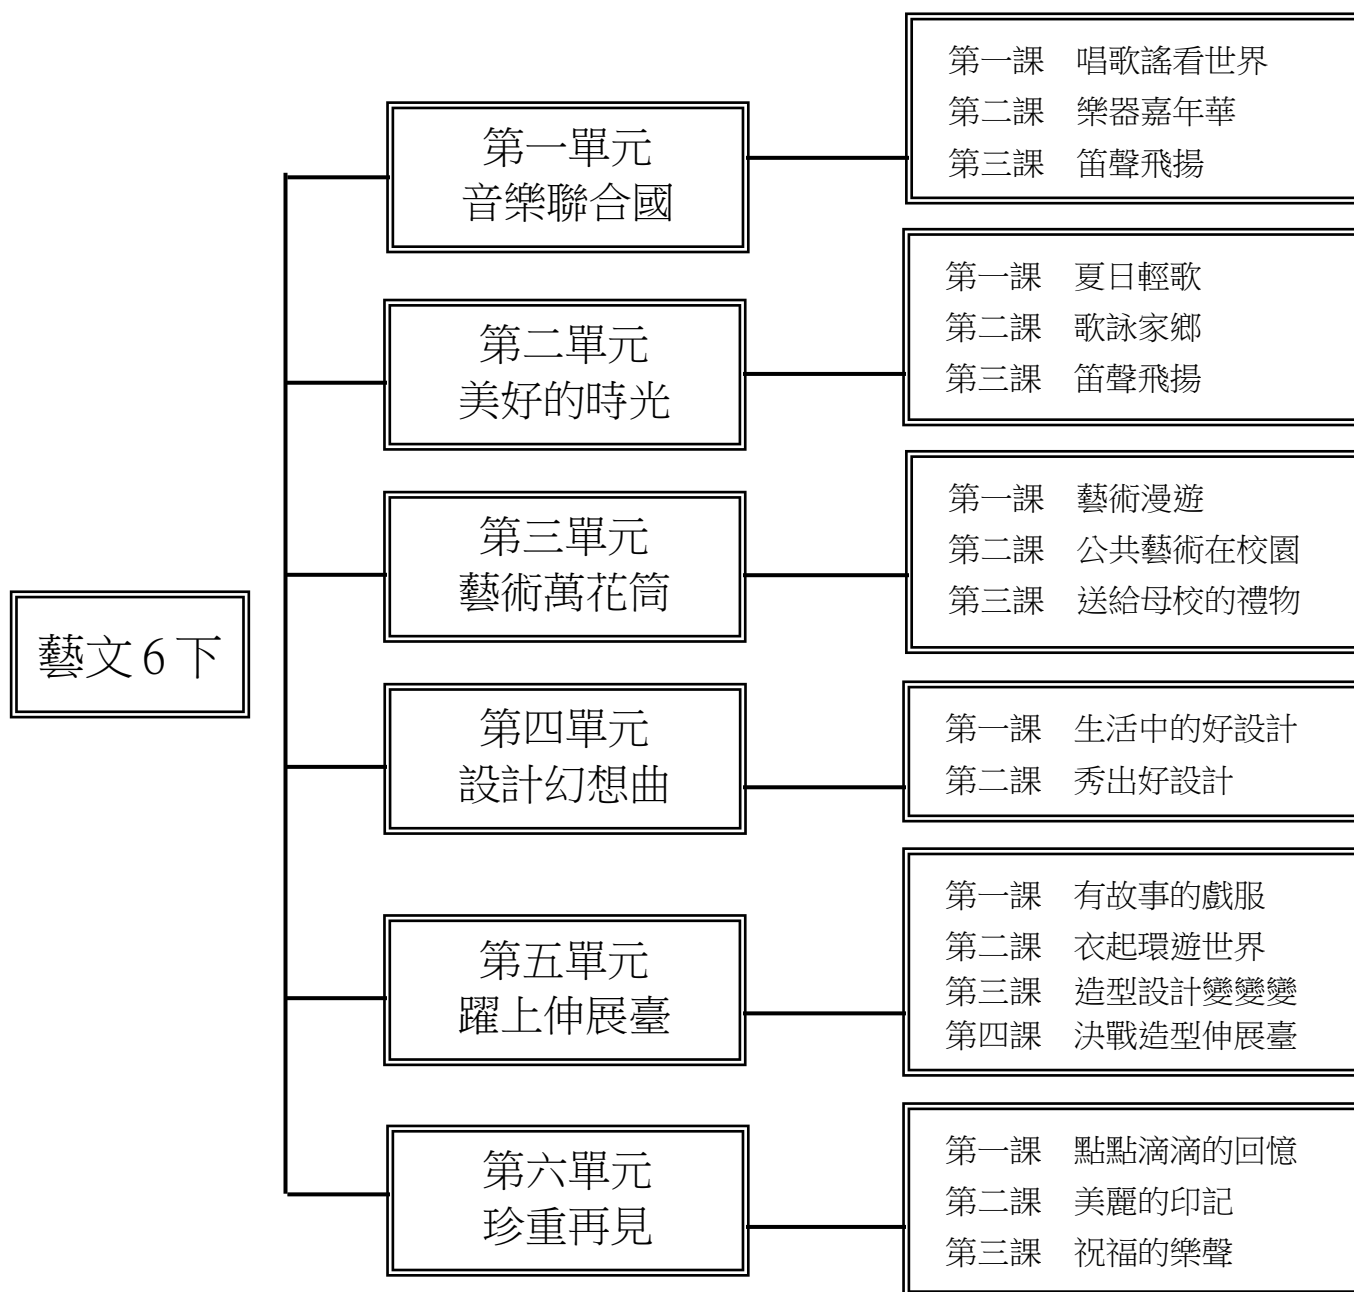 藝文6下
第一單元
音樂聯合國
第一課 唱歌謠看世界
第二課 樂器嘉年華
第三課 笛聲飛揚
第二單元
美好的時光
第一課 夏日輕歌
第二課 歌詠家鄉
第三課 笛聲飛揚
第三單元
藝術萬花筒
第一課 藝術漫遊
第二課 公共藝術在校園
第三課 送給母校的禮物
第四單元
設計幻想曲
第一課 生活中的好設計
第二課 秀出好設計
第五單元
躍上伸展臺
第一課 有故事的戲服
第二課 衣起環遊世界
第三課 造型設計變變變
第四課 決戰造型伸展臺
第六單元
珍重再見
第一課 點點滴滴的回憶
第二課 美麗的印記
第三課 祝福的樂聲